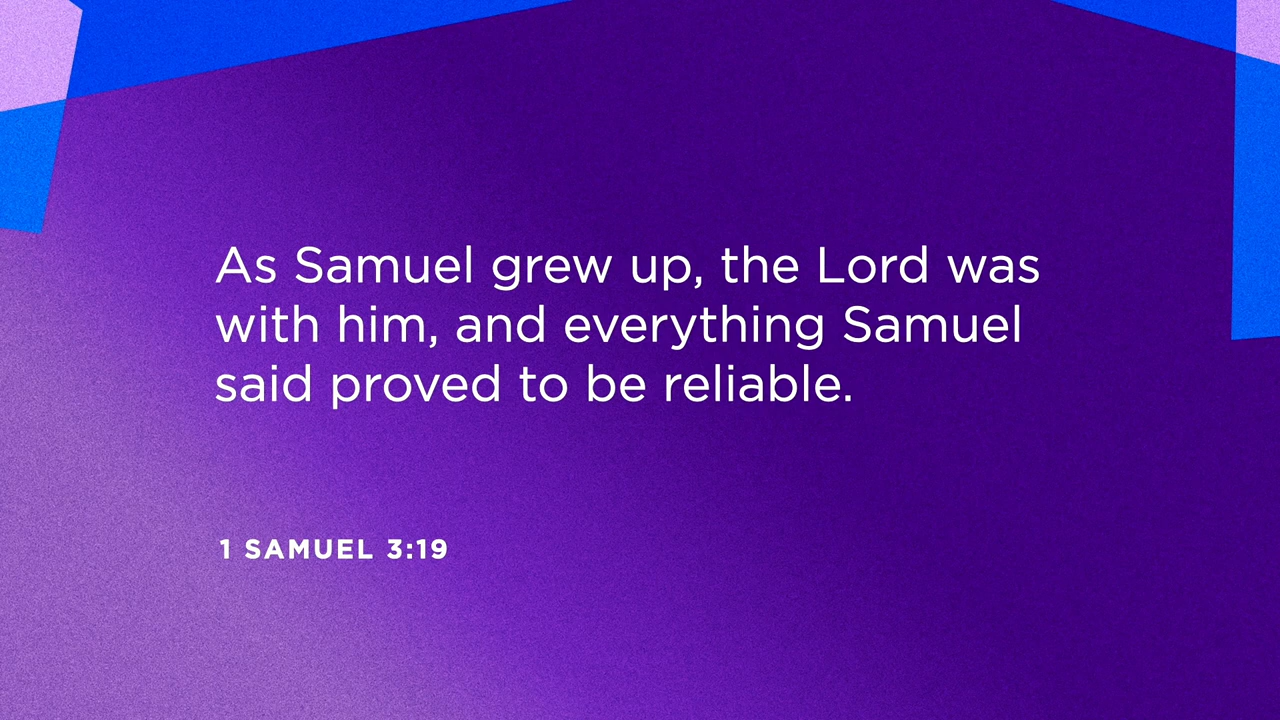 As Samuel grew up, the Lord was
with him, and everything Samuel
said proved to be reliable.
1 SAMUEL 3:19